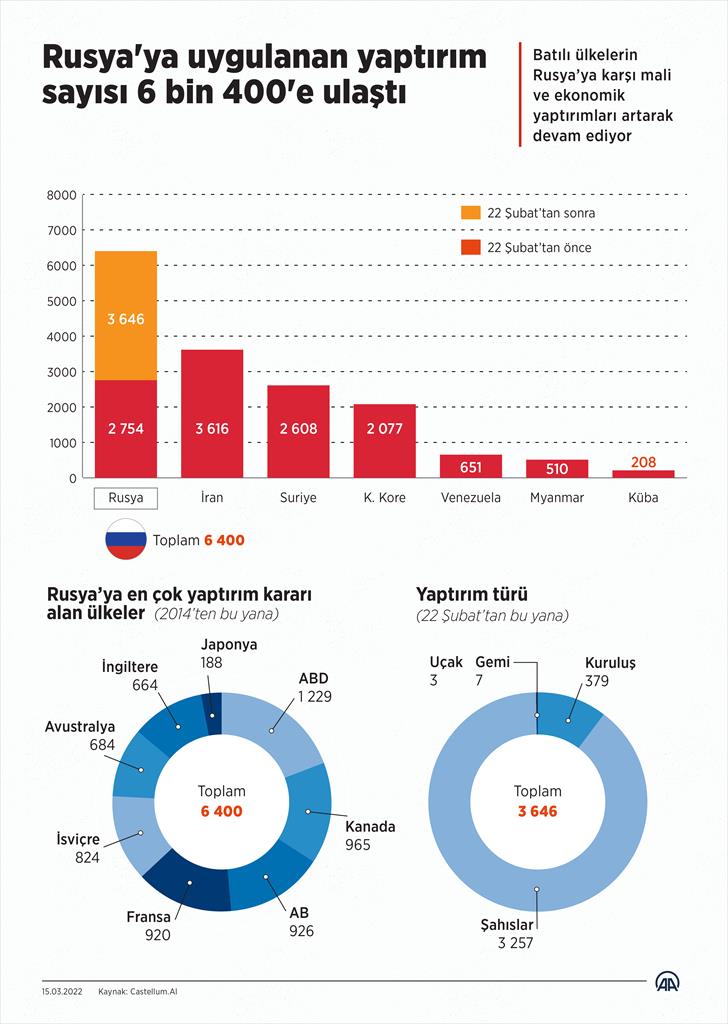 Rusya'ya uygulanan yaptırım
sayısı 6 bin 400'e ulaştı
Batılı ülkelerin
Rusya'ya karşı mali
ve ekonomik
yaptırımları artarak
devam ediyor
8000
7000
6000
5000
4000
3000
2000
1000
0
22 Şubat'tan sonra
22 Şubat'tan önce
3 646
2 754
3 616
2 608
2 077
651
510
208
Rusya
İran
Suriye
K. Kore
Venezuela
Myanmar
Küba
Toplam 6 400
Rusya'ya en çok yaptırım kararı
alan ülkeler (2014'ten bu yana)
Japonya
188
ABD
1 229
Kanada
965
AB
926
Fransa
920
İsviçre
824
Avustralya
684
İngiltere
664
Toplam
6 400
Yaptırım türü
(22 Şubat'tan bu yana)
Uçak
3
Gemi
7
Kuruluş
379
Toplam
3 646
Şahıslar
3 257
15.03.2022 Kaynak: Castellum.AI
AA